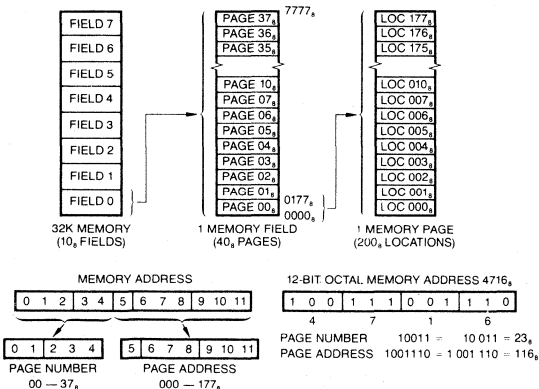 FIELD 7
FIELD 6
FIELD 5
FIELD 4
FIELD 3
FIELD 2
FIELD 1
FIELD 0
32K MEMORY
(10₈ FIELDS)
7777₈
PAGE 37₈
PAGE 36₈
PAGE 35₈
PAGE 10₈
PAGE 07₈
PAGE 06₈
PAGE 05₈
PAGE 04₈
PAGE 03₈
PAGE 02₈
PAGE 01₈
PAGE 00₈
0177₈
0000₈
1 MEMORY FIELD
(40₈ PAGES)
LOC 177₈
LOC 176₈
LOC 175₈
LOC 010₈
LOC 007₈
LOC 006₈
LOC 005₈
LOC 004₈
LOC 003₈
LOC 002₈
LOC 001₈
LOC 000₈
1 MEMORY PAGE
(200₈ LOCATIONS)
MEMORY ADDRESS
0 1 2 3 4 5 6 7 8 9 10 11
0 1 2 3 4
PAGE NUMBER
00 — 37₈
5 6 7 8 9 10 11
PAGE ADDRESS
000 — 177₈
12-BIT OCTAL MEMORY ADDRESS 4716₈
1 0 0 1 1 1 0 0 1 1 1 0
4 7 1 6
PAGE NUMBER 10011 = 10 011 = 23₈
PAGE ADDRESS 1001110 = 1 001 110 = 116₈